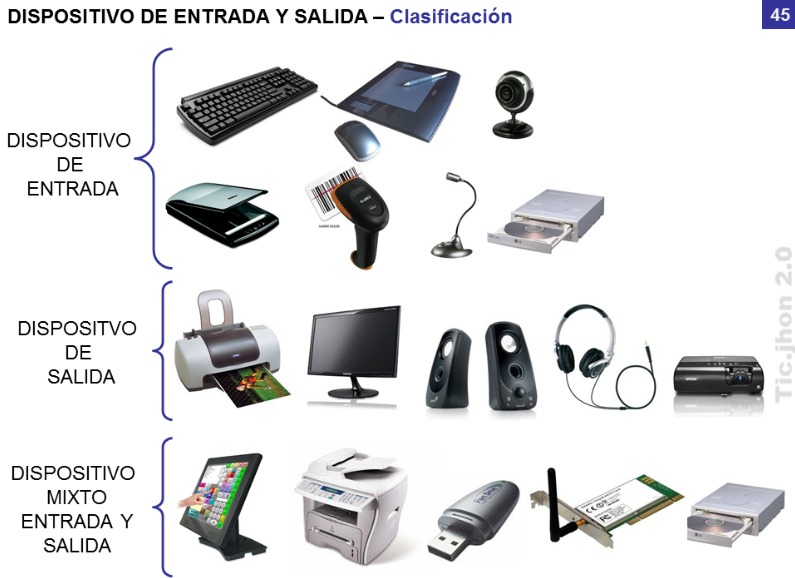 DISPOSITIVO DE ENTRADA Y SALIDA – Clasificación
45
DISPOSITIVO
DE
ENTRADA
DISPOSITVO
DE
SALIDA
DISPOSITIVO
MIXTO
ENTRADA Y
SALIDA
Tic.jhon 2.0